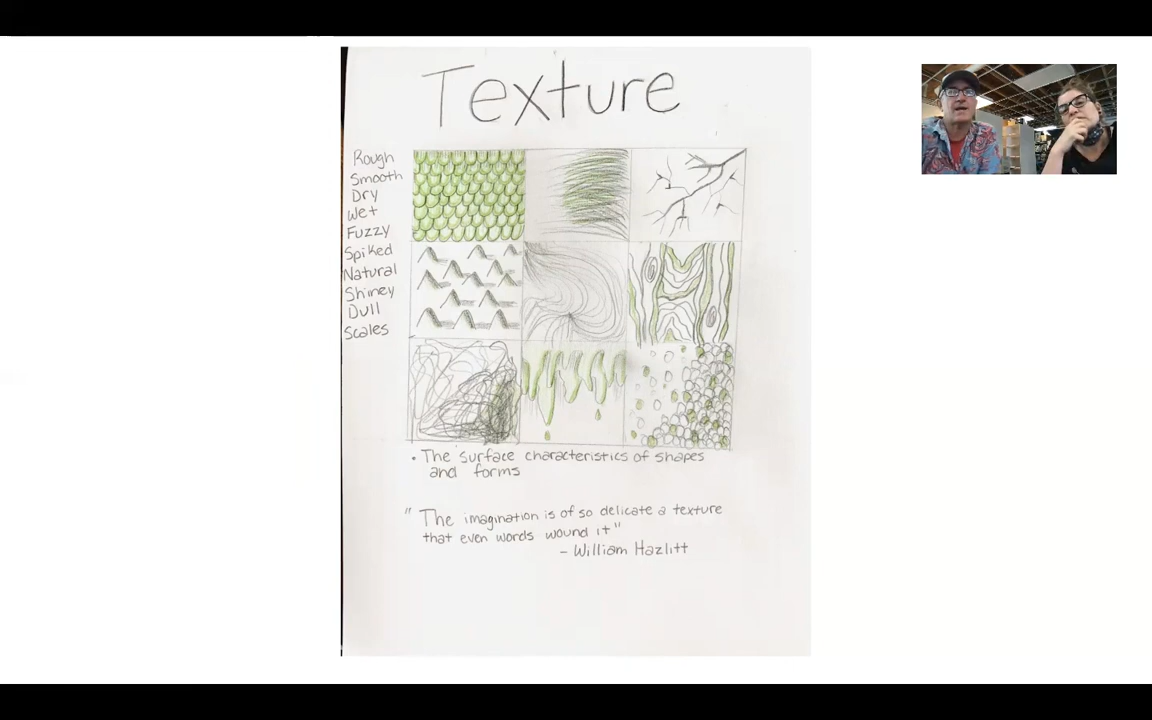 Texture
Rough
Smooth
Dry
Wet
Fuzzy
Spiked
Natural
Shiney
Dull
Scales
• The surface characteristics of shapes
and forms
" The imagination is of so delicate a texture
that even words wound it"
- William Hazlitt